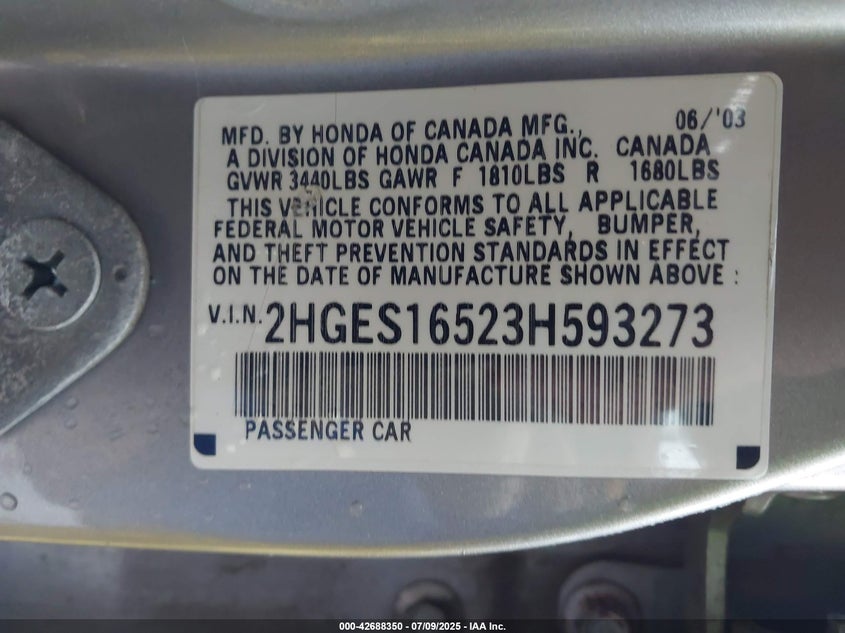 06/'03
MFD. BY HONDA OF CANADA MFG.,
A DIVISION OF HONDA CANADA INC. CANADA
GVWR 3440LBS GAWR F 1810LBS R 1680LBS
THIS VEHICLE CONFORMS TO ALL APPLICABLE
FEDERAL MOTOR VEHICLE SAFETY, BUMPER,
AND THEFT PREVENTION STANDARDS IN EFFECT
ON THE DATE OF MANUFACTURE SHOWN ABOVE :
V.I.N. 2HGES16523H593273
PASSENGER CAR
000-42688350 - 07/09/2025 - IAA Inc.